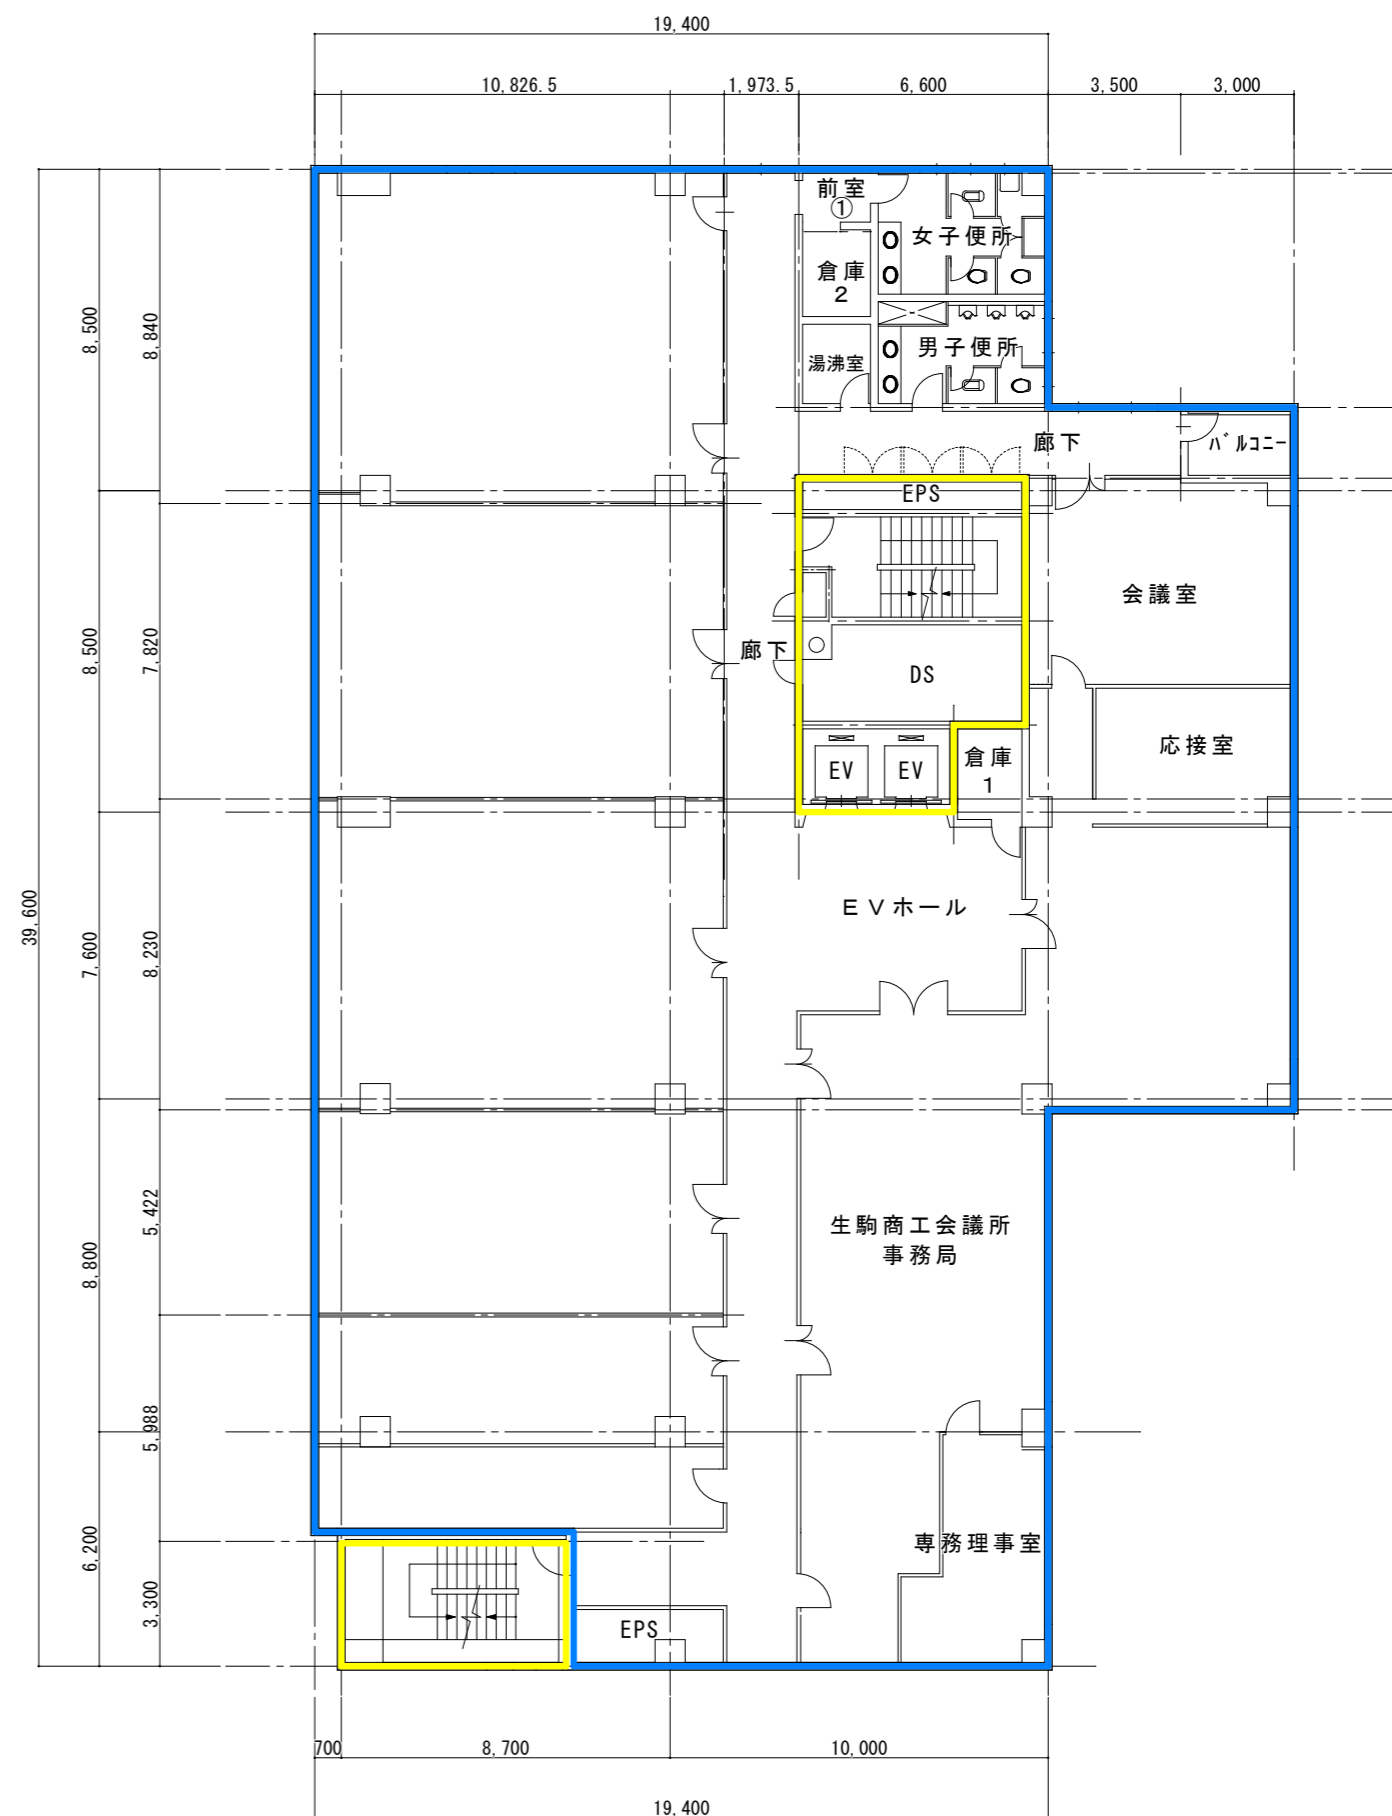 19,400
10,826.5
1,973.5
6,600
3,500
3,000
前室
①
女子便所
倉庫
2
男子便所
湯沸室
8,500
8,840
廊下
バルコニー
EPS
会議室
8,500
7,820
廊下
DS
応接室
EV
EV
倉庫
1
39,600
7,600
8,230
EVホール
5,422
8,800
生駒商工会議所
事務局
5,988
6,200
専務理事室
3,300
EPS
700
8,700
10,000
19,400